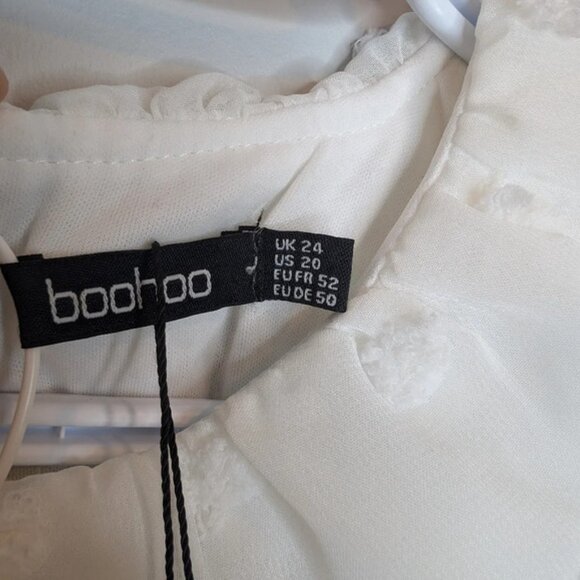 boohoo
UK 24
US 20
EU FR 52
EU DE 50